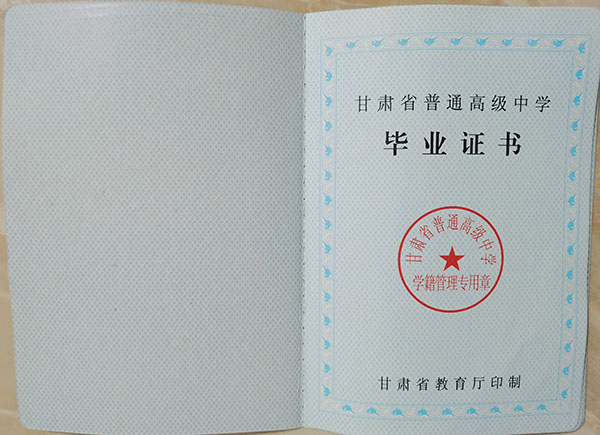 甘肃省普通高级中学
毕业证书
甘肃省普通高级中学
学籍管理专用章
甘肃省教育厅印制